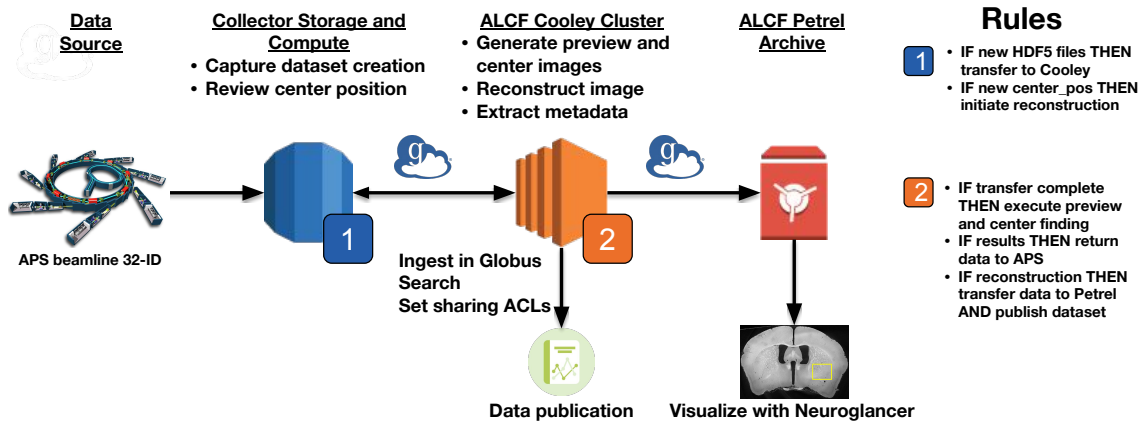 Data
Source
Collector Storage and
Compute
• Capture dataset creation
• Review center position
ALCF Cooley Cluster
• Generate preview and
center images
• Reconstruct image
• Extract metadata
ALCF Petrel
Archive
Rules
1
• IF new HDF5 files THEN
transfer to Cooley
• IF new center_pos THEN
initiate reconstruction
g
g
g
1
2
2
• IF transfer complete
THEN execute preview
and center finding
• IF results THEN return
data to APS
• IF reconstruction THEN
transfer data to Petrel
AND publish dataset
APS beamline 32-ID
Ingest in Globus
Search
Set sharing ACLs
Data publication
Visualize with Neuroglancer